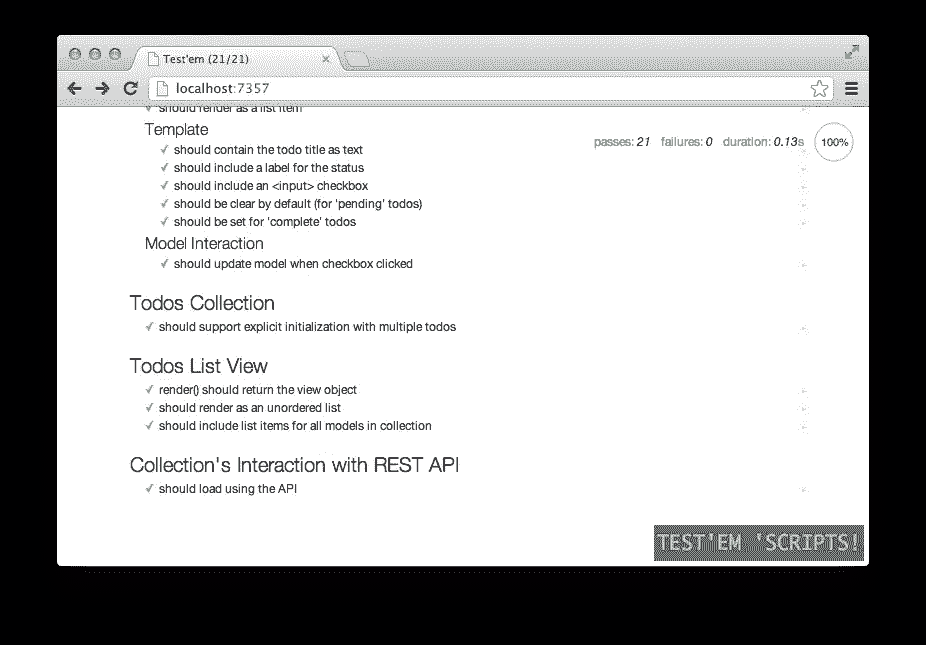 Test'em (21/21)
localhost:7357
should render as a list item
Template
passes: 21 failures: 0 duration: 0.13s 100%
✓ should contain the todo title as text
✓ should include a label for the status
✓ should include an <input> checkbox
✓ should be clear by default (for 'pending' todos)
✓ should be set for 'complete' todos
Model Interaction
✓ should update model when checkbox clicked
Todos Collection
✓ should support explicit initialization with multiple todos
Todos List View
✓ render() should return the view object
✓ should render as an unordered list
✓ should include list items for all models in collection
Collection's Interaction with REST API
✓ should load using the API
TEST'EM 'SCRIPTS!